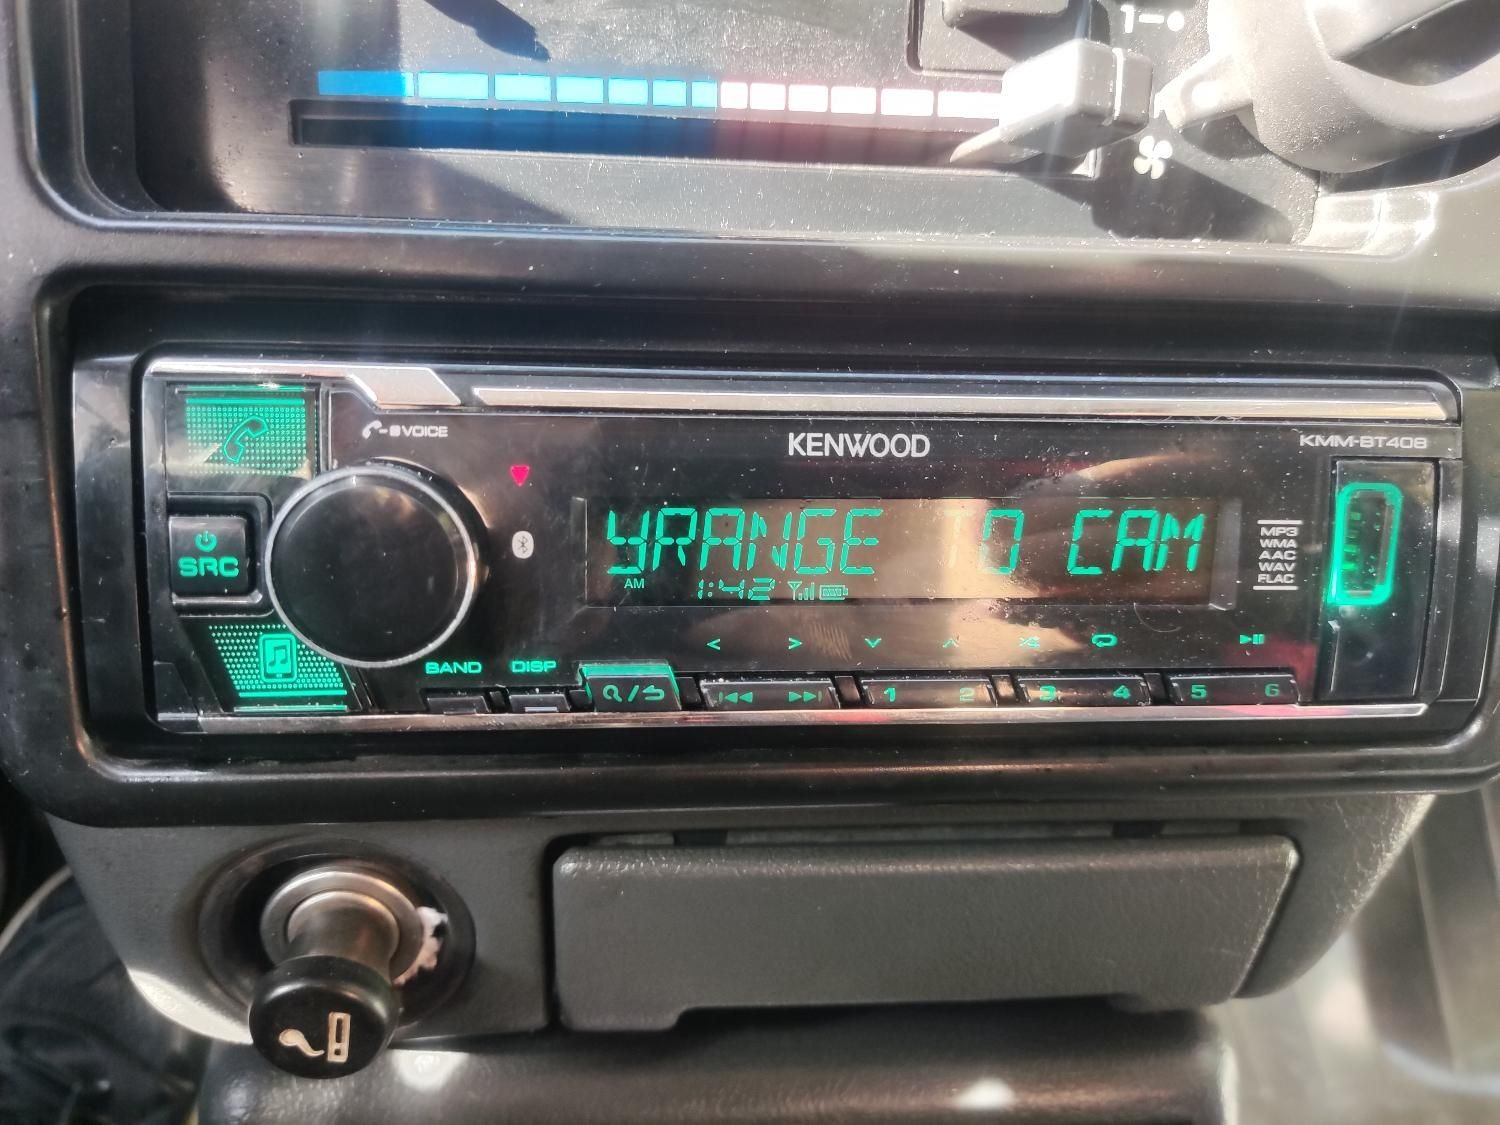 1
VOICE
KENWOOD
KMM-BT408
SRC
YRANGE TO CAM
AM 1:42
MP3
WMA
AAC
WAV
FLAC
BAND DISP
1 2 3 4 5 6